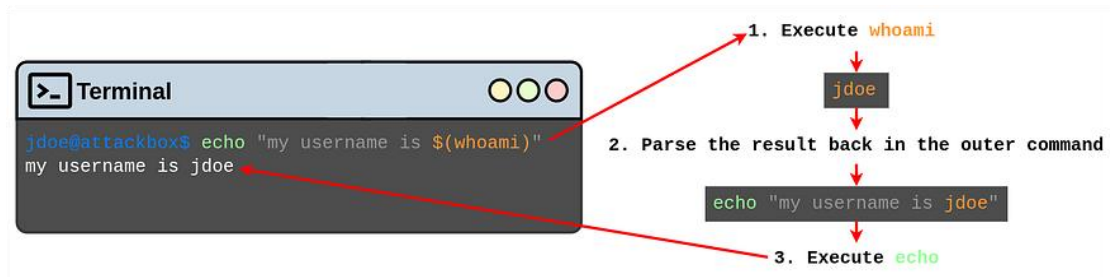 >_ Terminal
jdoe@attackbox$ echo "my username is $(whoami)"
my username is jdoe
1. Execute whoami
jdoe
2. Parse the result back in the outer command
echo "my username is jdoe"
3. Execute echo